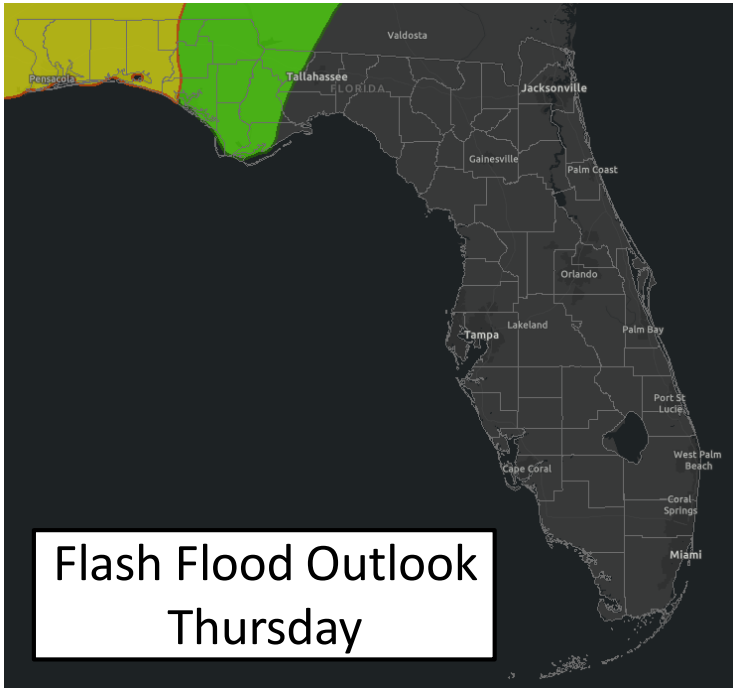 Valdosta
Pensacola
Tallahassee
FLORIDA
Jacksonville
Gainesville
Palm Coast
Orlando
Lakeland
Tampa
Palm Bay
Port St
Lucie
West Palm
Beach
Cape Coral
Coral
Springs
Miami
Flash Flood Outlook
Thursday